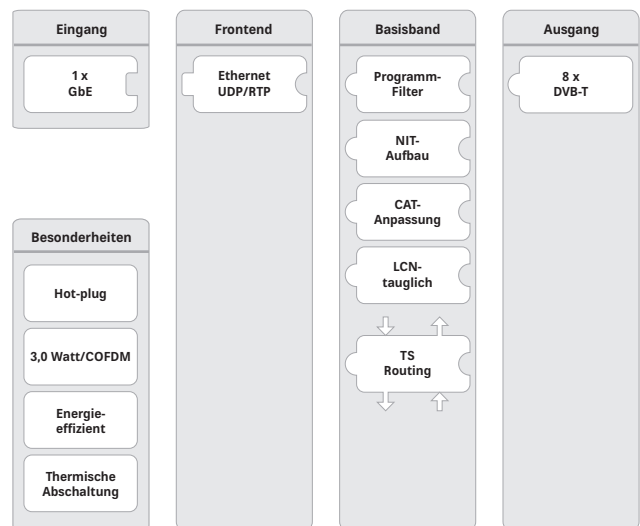 Eingang
1 x
GbE
Besonderheiten
Hot-plug
3,0 Watt/COFDM
Energie-
effizient
Thermische
Abschaltung
Frontend
Ethernet
UDP/RTP
Basisband
Programm-
Filter
NIT-
Aufbau
CAT-
Anpassung
LCN-
tauglich
TS
Routing
Ausgang
8 x
DVB-T